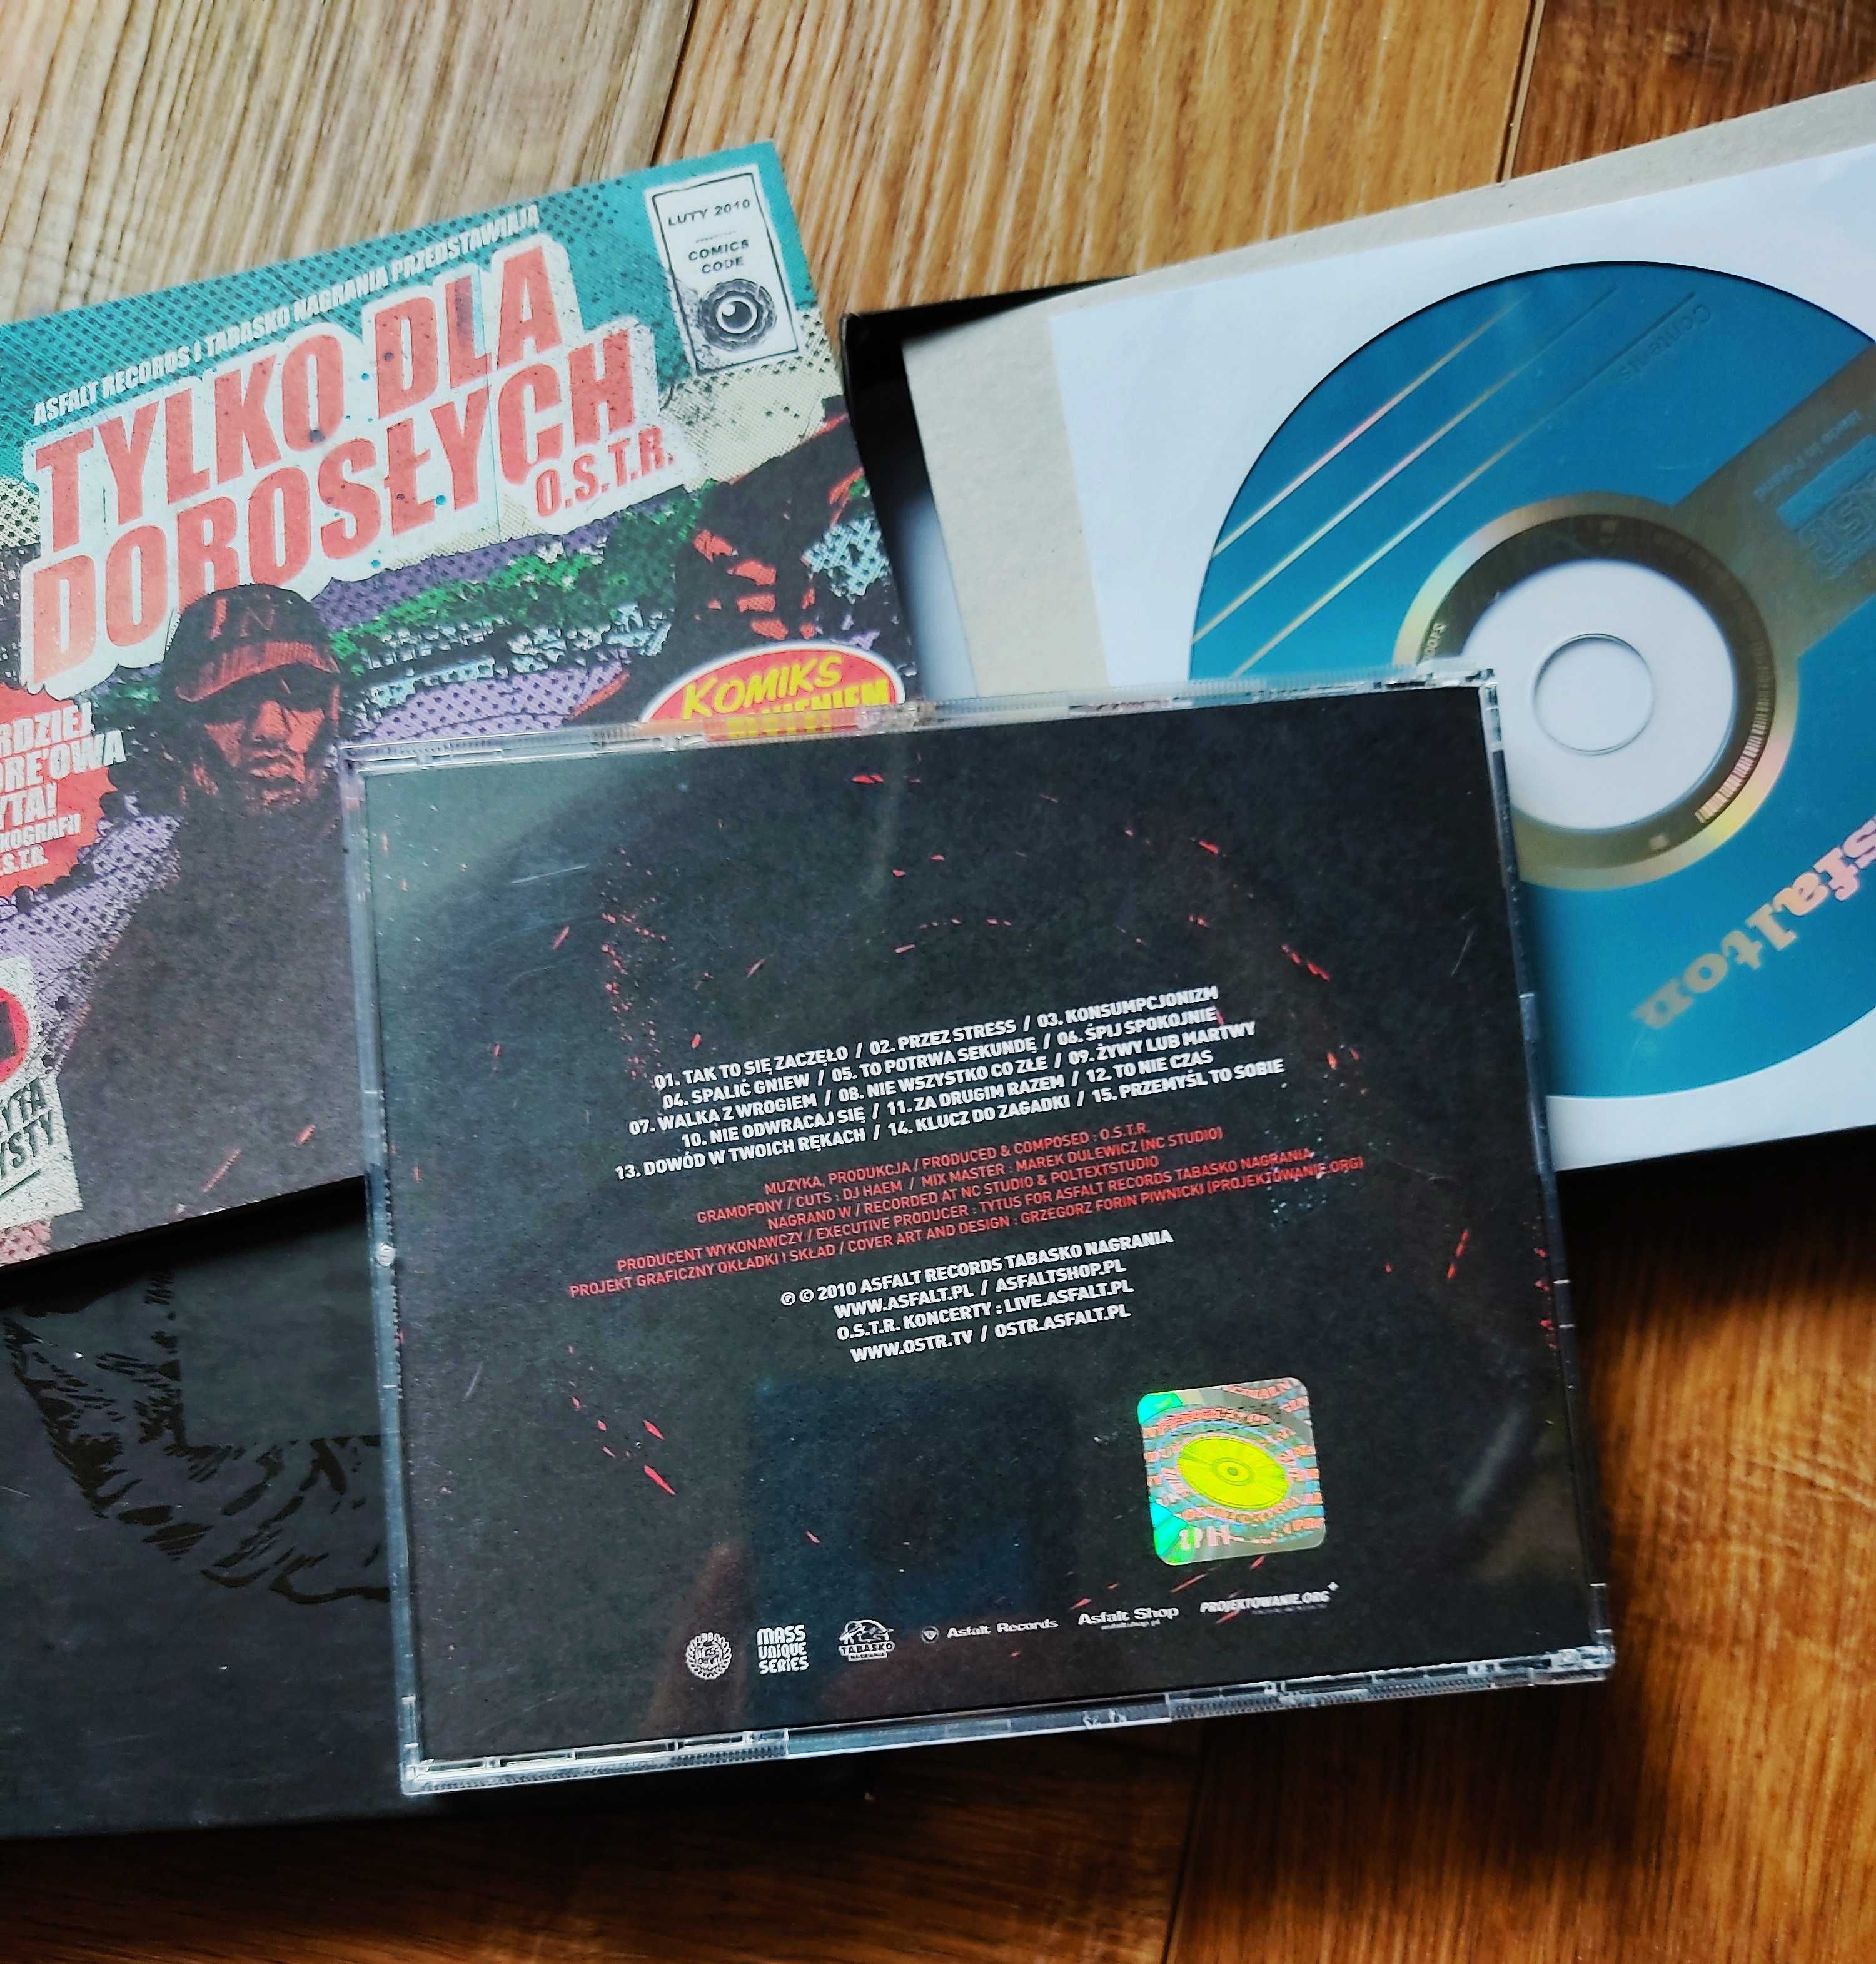 ASFALT RECORDS I TABASKO NAGRANIA PRZEDSTAWIAJĄ
TYLKO DLA
DOROSŁYCH
O.S.T.R.
LUTY 2010
COMICS
CODE
KOMIKS
YTA!
KOGRAFII
S.T.R.
sfalton
01. TAK TO SIĘ ZACZĘŁO / 02. PRZEZ STRESS / 03. KONSUMPCJONIZM
04. SPALIĆ GNIEW / 05. TO POTRWA SEKUNDĘ / 06. ŚPIJ SPOKOJNIE
07. WALKA Z WROGIEM / 08. NIE WSZYSTKO CO ZŁE / 09. ŻYWY LUB MARTWY
10. NIE ODWRACAJ SIĘ / 11. ZA DRUGIM RAZEM / 12. TO NIE CZAS
13. DOWÓD W TWOICH RĘKACH / 14. KLUCZ DO ZAGADKI / 15. PRZEMYŚL TO SOBIE
MUZYKA, PRODUKCJA / PRODUCED & COMPOSED : O.S.T.R.
GRAMOFONY / CUTS : DJ HAEM / MIX MASTER : MAREK DULEWICZ (NC STUDIO)
NAGRANO W / RECORDED AT NC STUDIO & POLTEXTSTUDIO
PRODUCENT WYKONAWCZY / EXECUTIVE PRODUCER : TYTUS FOR ASFALT RECORDS TABASKO NAGRANIA
PROJEKT GRAFICZNY OKŁADKI I SKŁAD / COVER ART AND DESIGN : GRZEGORZ FORIN PIWNICKI (PROJEKTOWANIE.ORG)
℗ © 2010 ASFALT RECORDS TABASKO NAGRANIA
WWW.ASFALT.PL / ASFALTSHOP.PL
O.S.T.R. KONCERTY : LIVE.ASFALT.PL
WWW.OSTR.TV / OSTR.ASFALT.PL
MASS
UNIQUE
SERIES
TABASKO
NAGRANIA
Asfalt Records
Asfalt Shop
asfaltshop.pl
PROJEKTOWANIE.ORG